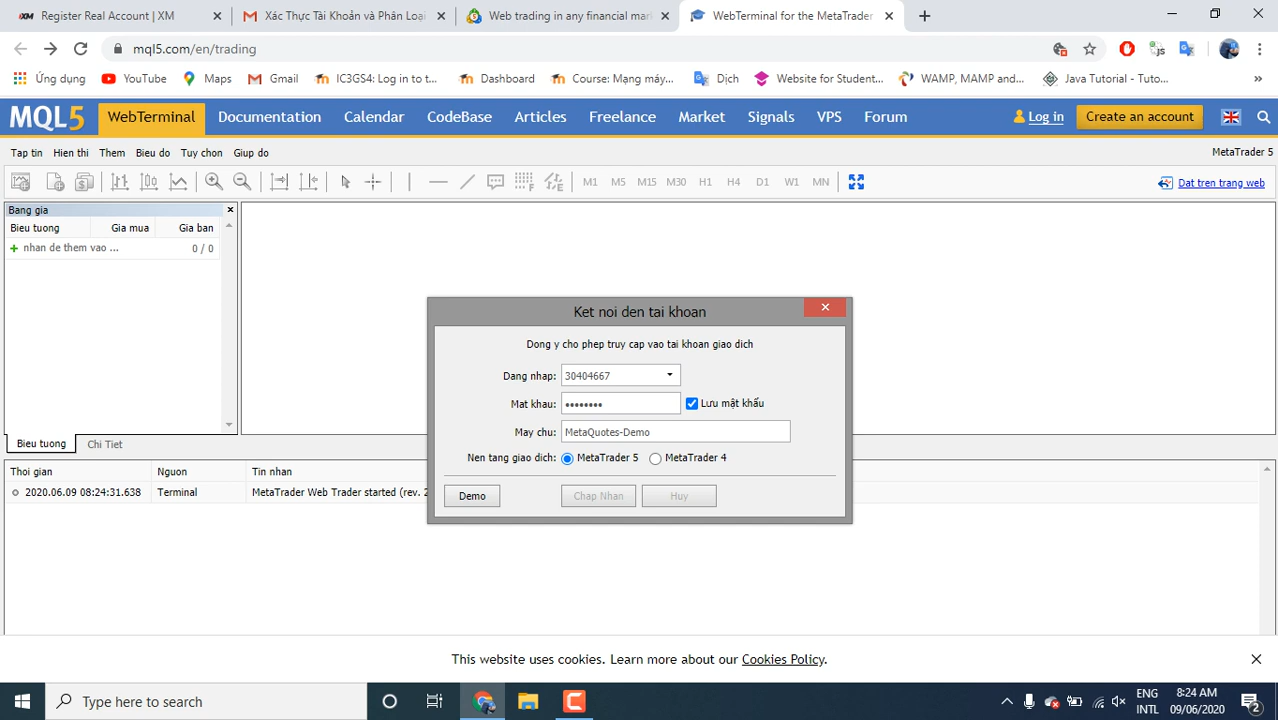 XM Register Real Account | XM
Xác Thực Tài Khoản và Phân Loạ
Web trading in any financial mar
WebTerminal for the MetaTrader
mql5.com/en/trading
Ứng dụng YouTube Maps Gmail IC3GS4: Log in to t... Dashboard Course: Mạng máy... Dịch Website for Student... WAMP, MAMP and... Java Tutorial - Tuto... »
MQL5 WebTerminal Documentation Calendar CodeBase Articles Freelance Market Signals VPS Forum Log in Create an account
Tap tin Hien thi Them Bieu do Tuy chon Giup do MetaTrader 5
M1 M5 M15 M30 H1 H4 D1 W1 MN Dat tren trang web
Bang gia
Bieu tuong Gia mua Gia ban
nhan de them vao ... 0 / 0
Ket noi den tai khoan
Dong y cho phep truy cap vao tai khoan giao dich
Dang nhap: 30404667
Mat khau: •••••••• Lưu mật khẩu
May chu: MetaQuotes-Demo
Nen tang giao dich: MetaTrader 5 MetaTrader 4
Demo Chap Nhan Huy
Bieu tuong Chi Tiet
Thoi gian Nguon Tin nhan
2020.06.09 08:24:31.638 Terminal MetaTrader Web Trader started (rev. 2
This website uses cookies. Learn more about our Cookies Policy.
Type here to search
ENG
INTL
8:24 AM
09/06/2020
2